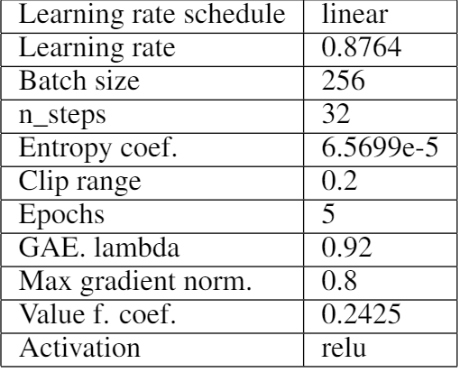 Learning rate schedule linear
Learning rate 0.8764
Batch size 256
n_steps 32
Entropy coef. 6.5699e-5
Clip range 0.2
Epochs 5
GAE. lambda 0.92
Max gradient norm. 0.8
Value f. coef. 0.2425
Activation relu